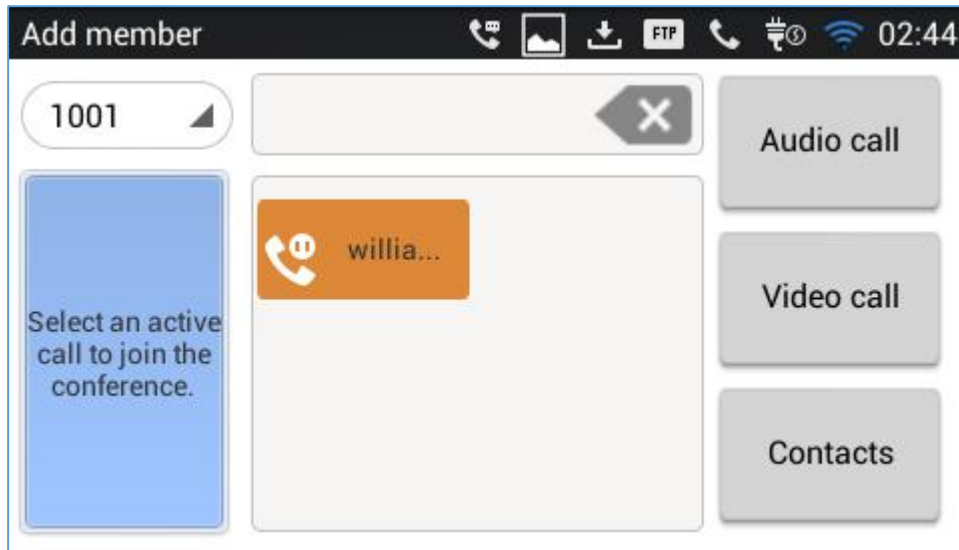 Add member
FTP
02:44
1001
Audio call
willia...
Video call
Select an active
call to join the
conference.
Contacts